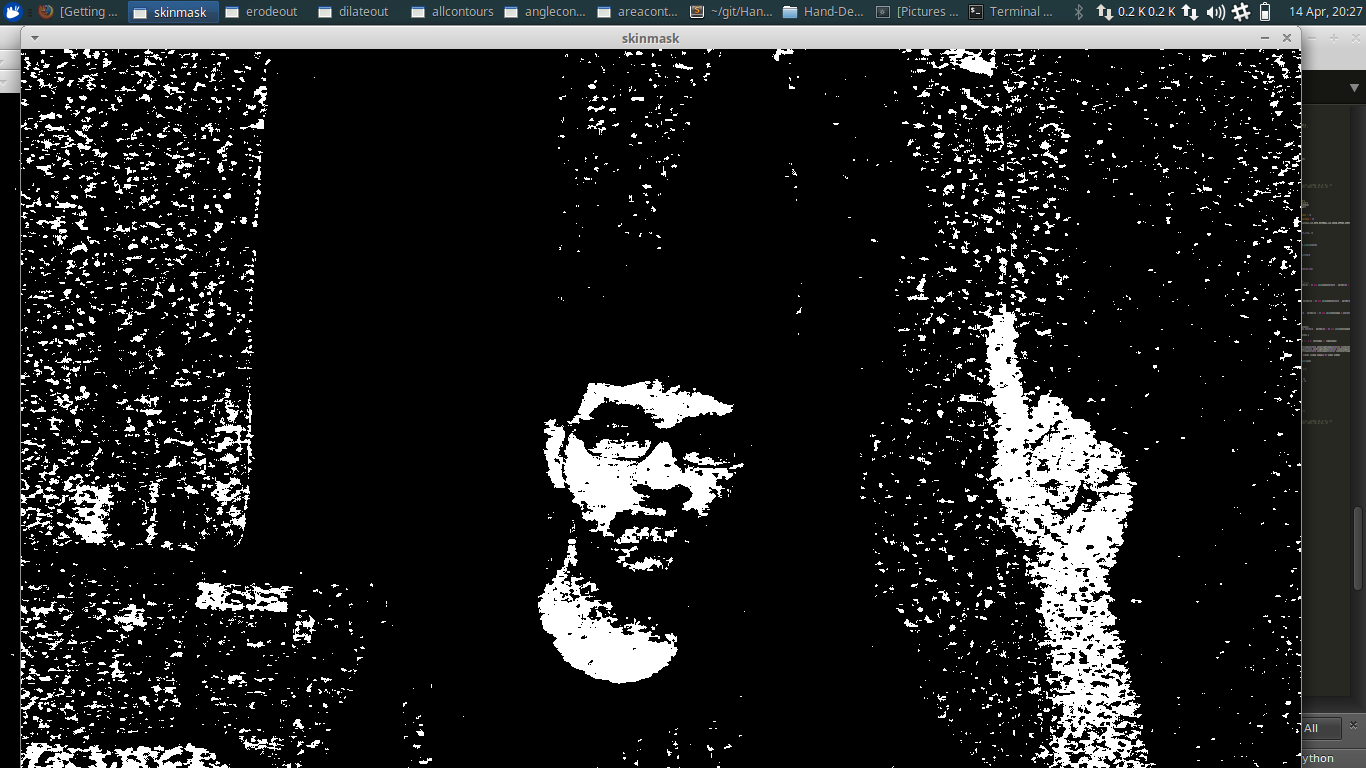 [Getting ... skinmask erodeout dilateout allcontours anglecon... areacont... ~/git/Han... Hand-De... [Pictures ... Terminal ... 0.2 K 0.2 K 14 Apr, 20:27
skinmask
All
ython